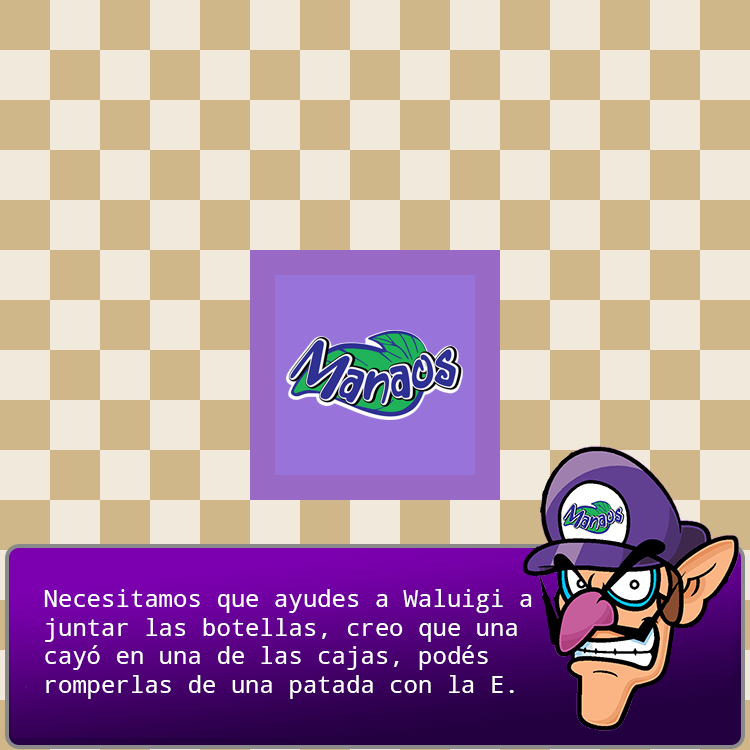 Manaos
Manaos
Necesitamos que ayudes a Waluigi a
juntar las botellas, creo que una
cayó en una de las cajas, podés
romperlas de una patada con la E.